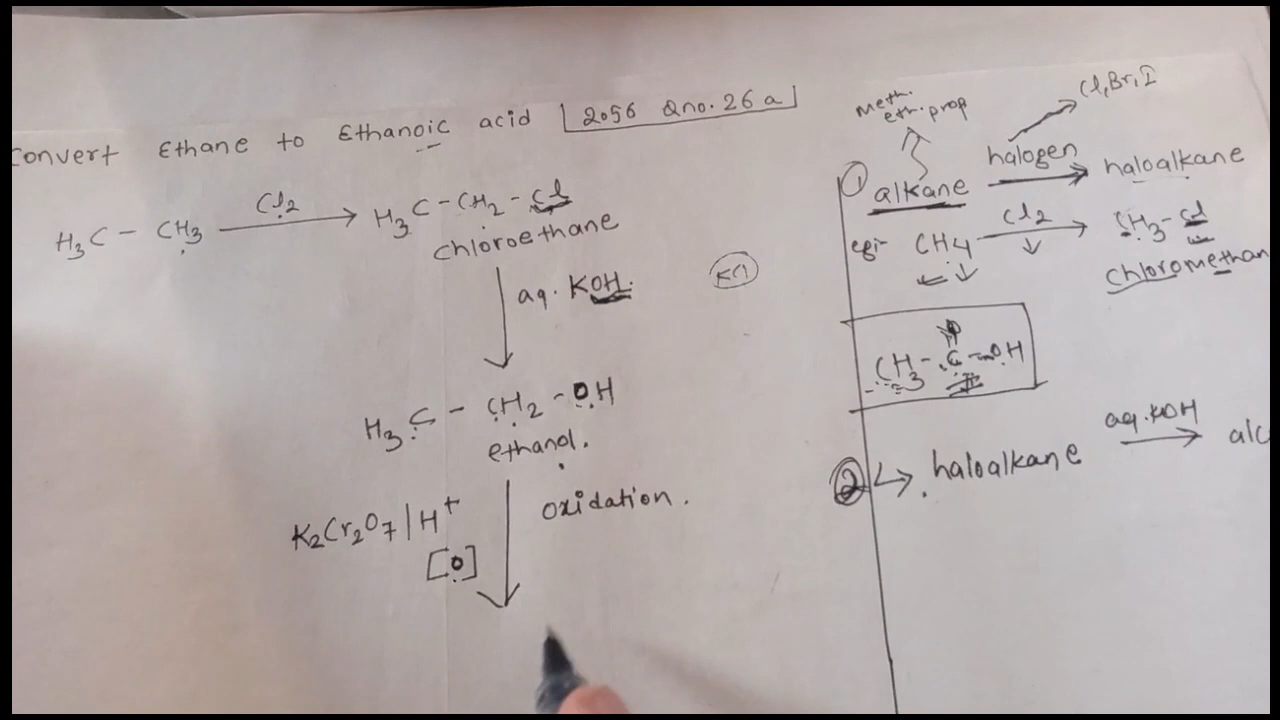 Convert Ethane to Ethanoic acid [2056 Qno. 26 a]
H3C - CH3 Cl2 → H3C - CH2 - Cl
chloroethane
aq. KOH.
KCl
H3C - CH2 - OH
ethanol.
K2Cr2O7 / H+
[O]
oxidation.
meth. eth. prop
Cl, Br, I
① alkane halogen → haloalkane
eg:- CH4 Cl2 → CH3 - Cl
chloromethan
CH3 - C - OH
O
② ↳ haloalkane aq. KOH → alc